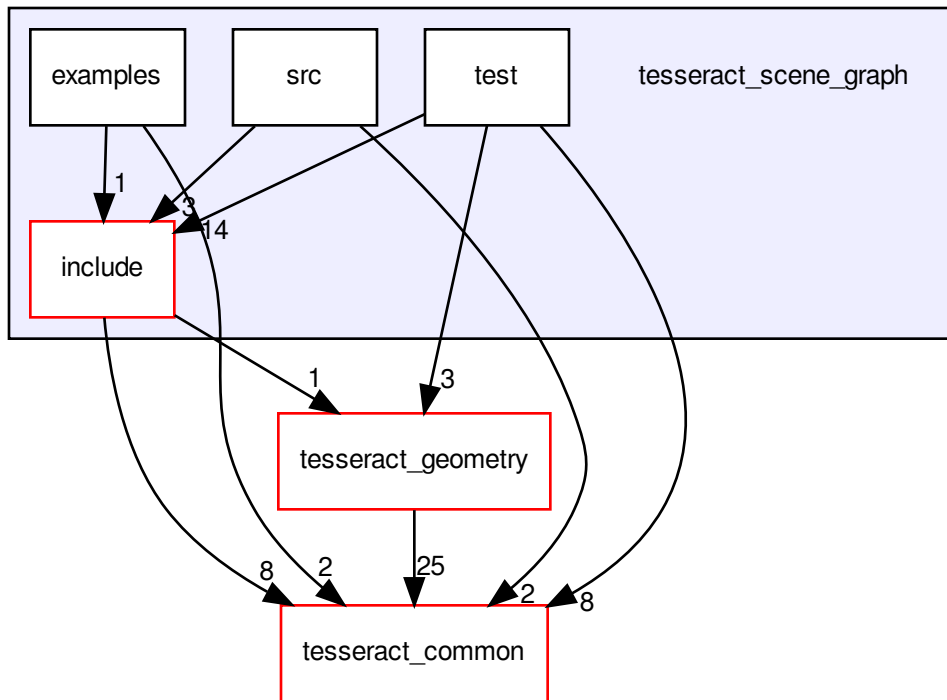 examples
src
test
tesseract_scene_graph
1
3
14
include
1
3
tesseract_geometry
25
8
2
2
8
tesseract_common